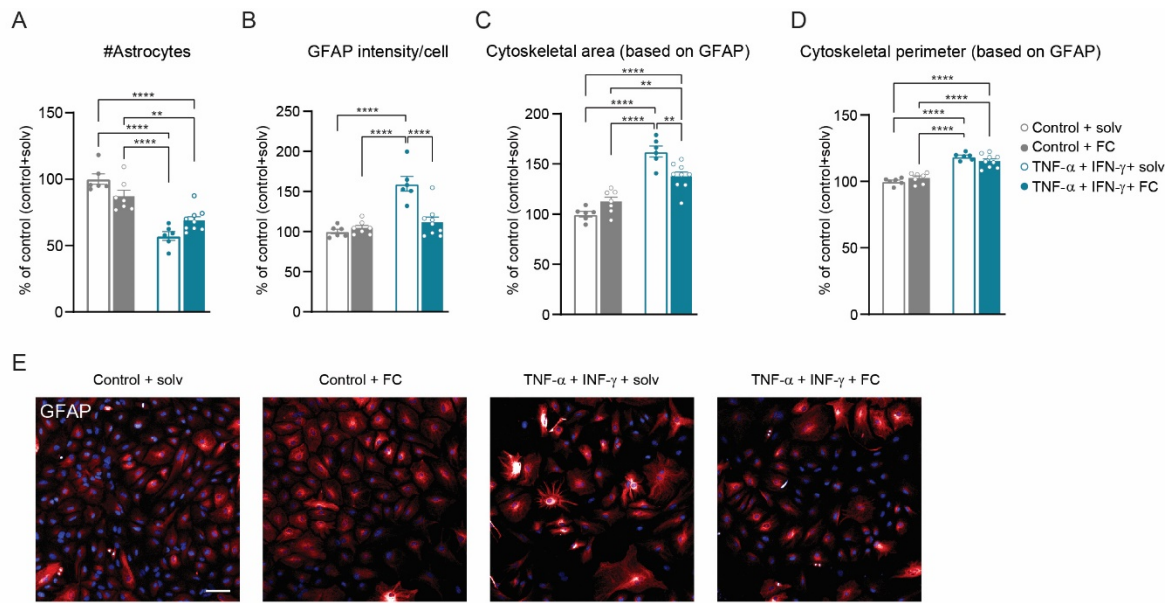 A
#Astrocytes
% of control (control+solv)
150
100
50
0
****
**
****
****
B
GFAP intensity/cell
% of control (control+solv)
250
200
150
100
50
0
****
**** ****
C
Cytoskeletal area (based on GFAP)
% of control (control+solv)
200
150
100
50
0
****
**
****
**** **
D
Cytoskeletal perimeter (based on GFAP)
% of control (control+solv)
150
100
50
0
****
****
****
****
Control + solv
Control + FC
TNF-α + IFN-γ + solv
TNF-α + IFN-γ + FC
E
Control + solv
Control + FC
TNF-α + INF-γ + solv
TNF-α + INF-γ + FC
GFAP